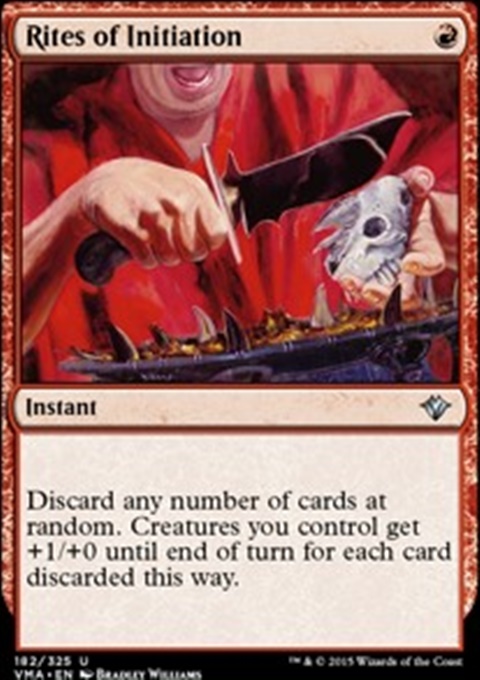 Rites of Initiation
Instant
Discard any number of cards at
random. Creatures you control get
+1/+0 until end of turn for each card
discarded this way.
182/325 U
VMA • EN Bradley Williams
™ & © 2015 Wizards of the Coast